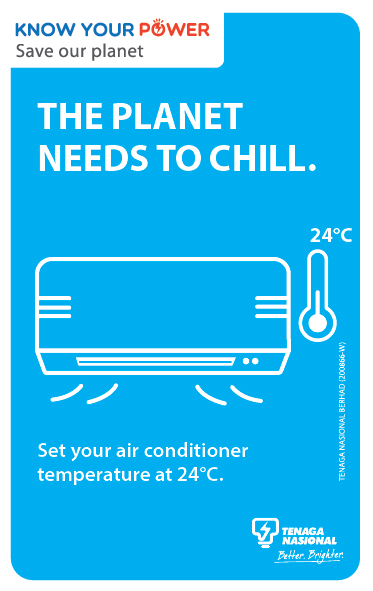 KNOW YOUR POWER
Save our planet
THE PLANET
NEEDS TO CHILL.
24°C
TENAGA NASIONAL BERHAD (200866-W)
Set your air conditioner
temperature at 24°C.
TENAGA
NASIONAL
Better. Brighter.